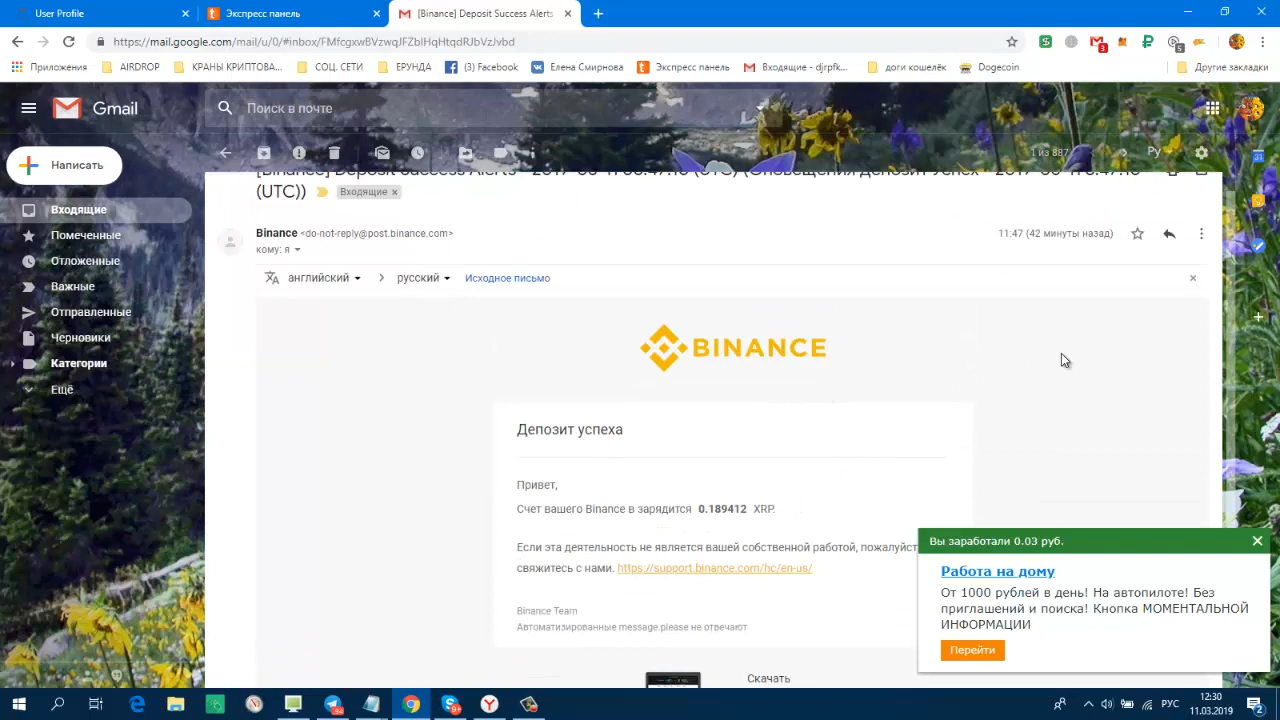 User Profile
Экспресс панель
[Binance] Deposit Success Alerts
https://mail.google.com/mail/u/0/#inbox/FMfcgxwBVzwqJFZblHqHtqdRJbVzJvbd
3
5
Приложения
AIRDROP
КРАНЫ КРИПТОВА...
СОЦ. СЕТИ
ЕРУНДА
(3) Facebook
Елена Смирнова
Экспресс панель
Входящие - djrpfk...
доги кошелёк
Dogecoin
Другие закладки
Gmail
Поиск в почте
Написать
1 из 887
Ру
Входящие
Помеченные
Отложенные
Важные
Отправленные
Черновики
Категории
Ещё
(UTC)) Входящие x
Binance <do-not-reply@post.binance.com>
11:47 (42 минуты назад)
кому: я
английский
русский
Исходное письмо
BINANCE
Депозит успеха
Привет,
Счет вашего Binance в зарядится 0.189412 XRP.
Если эта деятельность не является вашей собственной работой, пожалуйст
свяжитесь с нами. https://support.binance.com/hc/en-us/
Binance Team
Автоматизированные message.please не отвечают
Скачать
Вы заработали 0.03 руб.
Работа на дому
От 1000 рублей в день! На автопилоте! Без
приглашений и поиска! Кнопка МОМЕНТАЛЬНОЙ
ИНФОРМАЦИИ
Перейти
РУС
12:30
11.03.2019
2